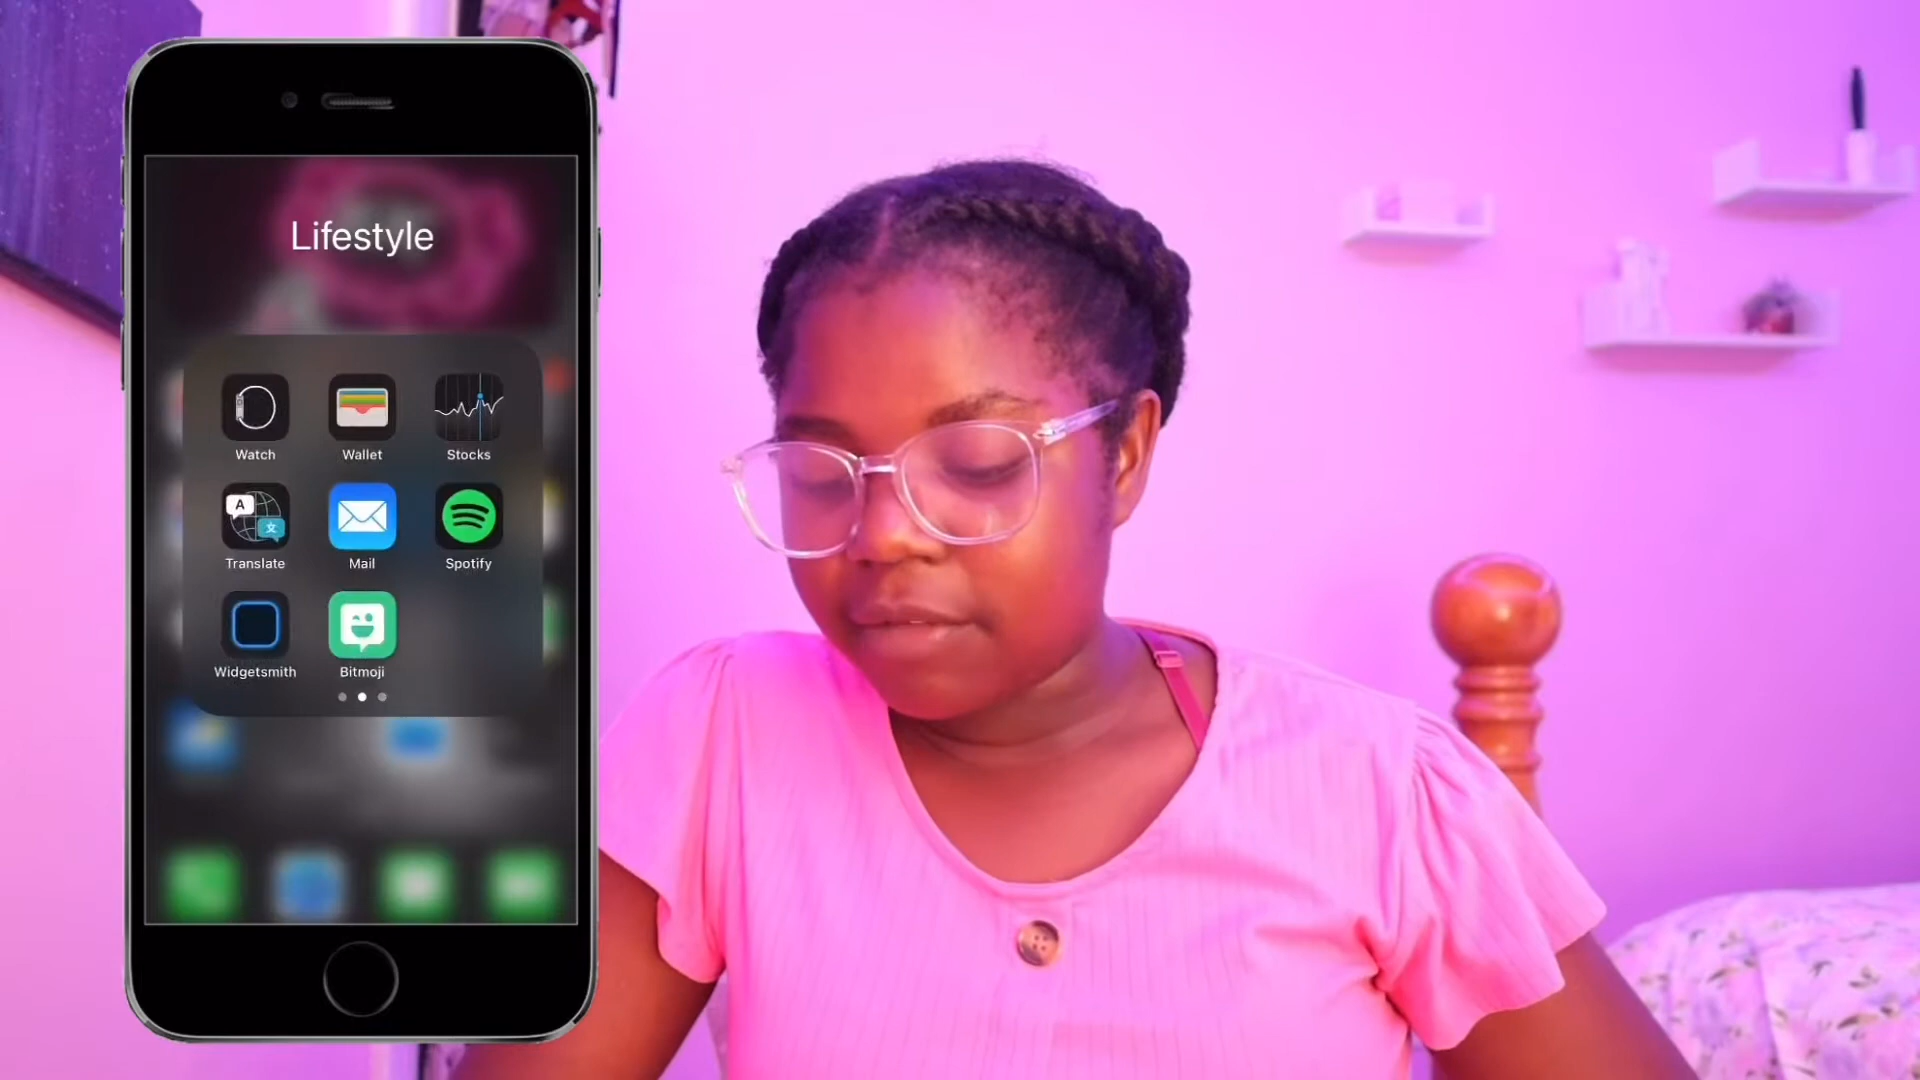 Lifestyle
Watch Wallet Stocks
A 文
Translate Mail Spotify
Widgetsmith Bitmoji